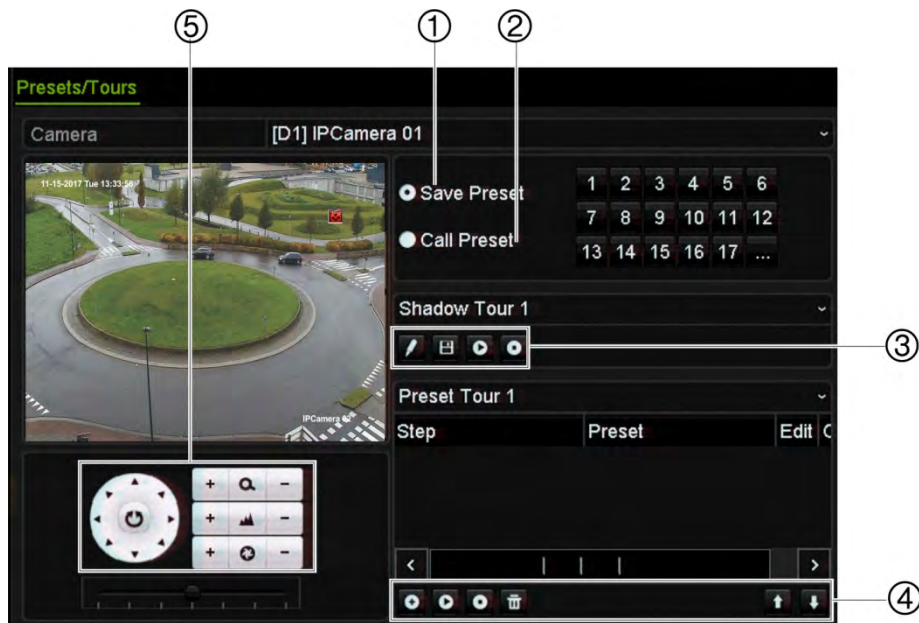 ⑤ ① ②
Presets/Tours
Camera [D1] IPCamera 01
11-15-2017 Tue 13:33:56
Save Preset
Call Preset
1 2 3 4 5 6
7 8 9 10 11 12
13 14 15 16 17 ...
Shadow Tour 1
③
Preset Tour 1
Step Preset Edit
IPCamera
④